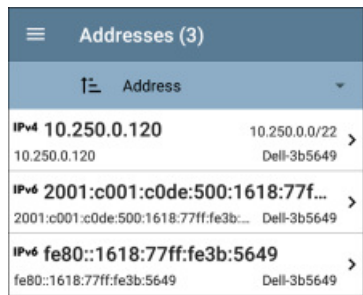 Addresses (3)
Address
IPv4 10.250.0.120 10.250.0.0/22
10.250.0.120 Dell-3b5649
IPv6 2001:c001:c0de:500:1618:77f...
2001:c001:c0de:500:1618:77ff:fe3b:... Dell-3b5649
IPv6 fe80::1618:77ff:fe3b:5649
fe80::1618:77ff:fe3b:5649 Dell-3b5649